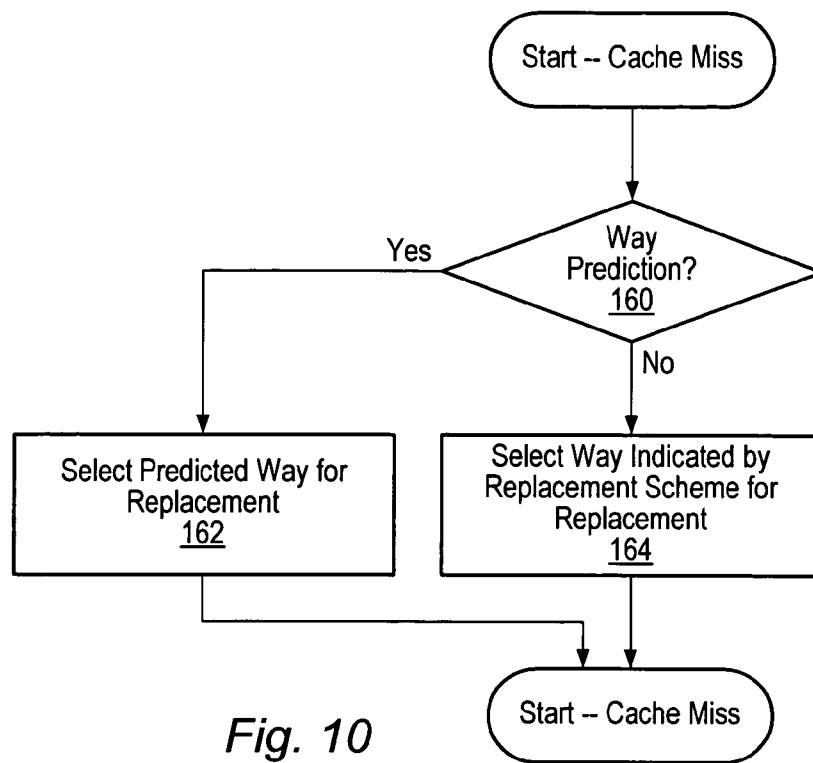 Start -- Cache Miss
Way
Prediction?
160
Yes
No
Select Predicted Way for
Replacement
162
Select Way Indicated by
Replacement Scheme for
Replacement
164
Start -- Cache Miss
Fig. 10